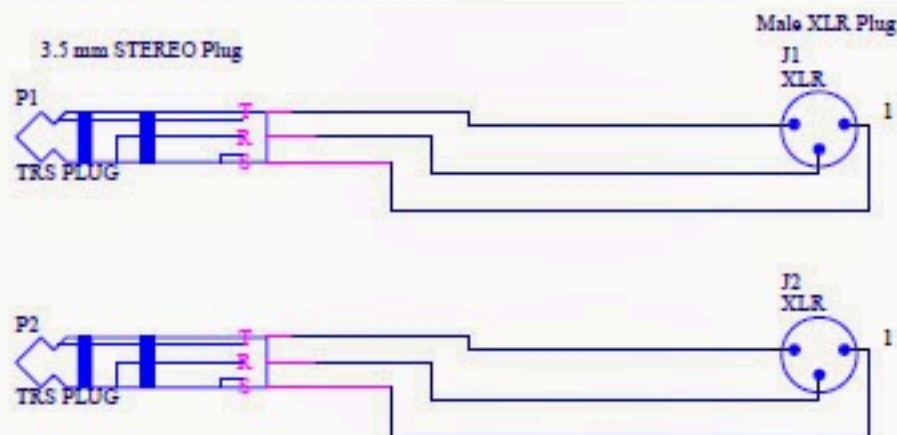 Male XLR Plug
3.5 mm STEREO Plug
J1
XLR
P1
1
T
R
S
TRS PLUG
J2
XLR
P2
1
T
R
S
TRS PLUG